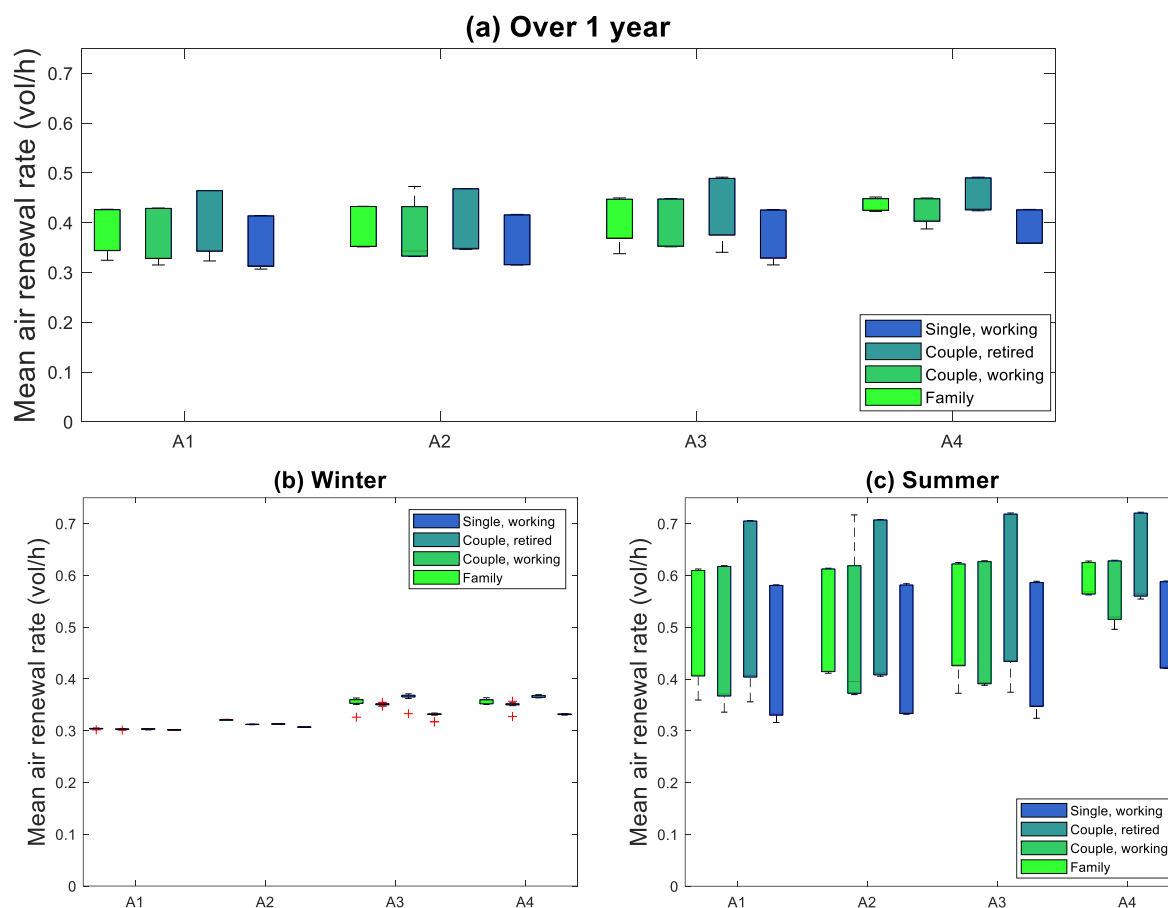 (a) Over 1 year
Mean air renewal rate (vol/h)
0.7
0.6
0.5
0.4
0.3
0.2
0.1
0
A1 A2 A3 A4
Single, working
Couple, retired
Couple, working
Family
(b) Winter
Mean air renewal rate (vol/h)
0.7
0.6
0.5
0.4
0.3
0.2
0.1
0
A1 A2 A3 A4
Single, working
Couple, retired
Couple, working
Family
(c) Summer
Mean air renewal rate (vol/h)
0.7
0.6
0.5
0.4
0.3
0.2
0.1
0
A1 A2 A3 A4
Single, working
Couple, retired
Couple, working
Family